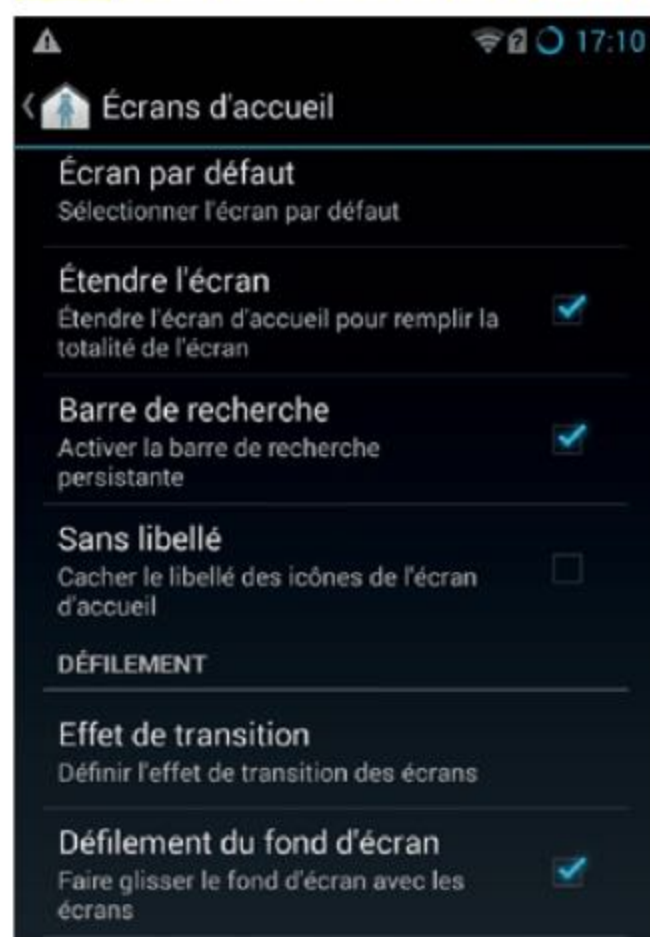 17:10
Écrans d'accueil
Écran par défaut
Sélectionner l'écran par défaut
Étendre l'écran
Étendre l'écran d'accueil pour remplir la
totalité de l'écran
Barre de recherche
Activer la barre de recherche
persistante
Sans libellé
Cacher le libellé des icônes de l'écran
d'accueil
DÉFILEMENT
Effet de transition
Définir l'effet de transition des écrans
Défilement du fond d'écran
Faire glisser le fond d'écran avec les
écrans